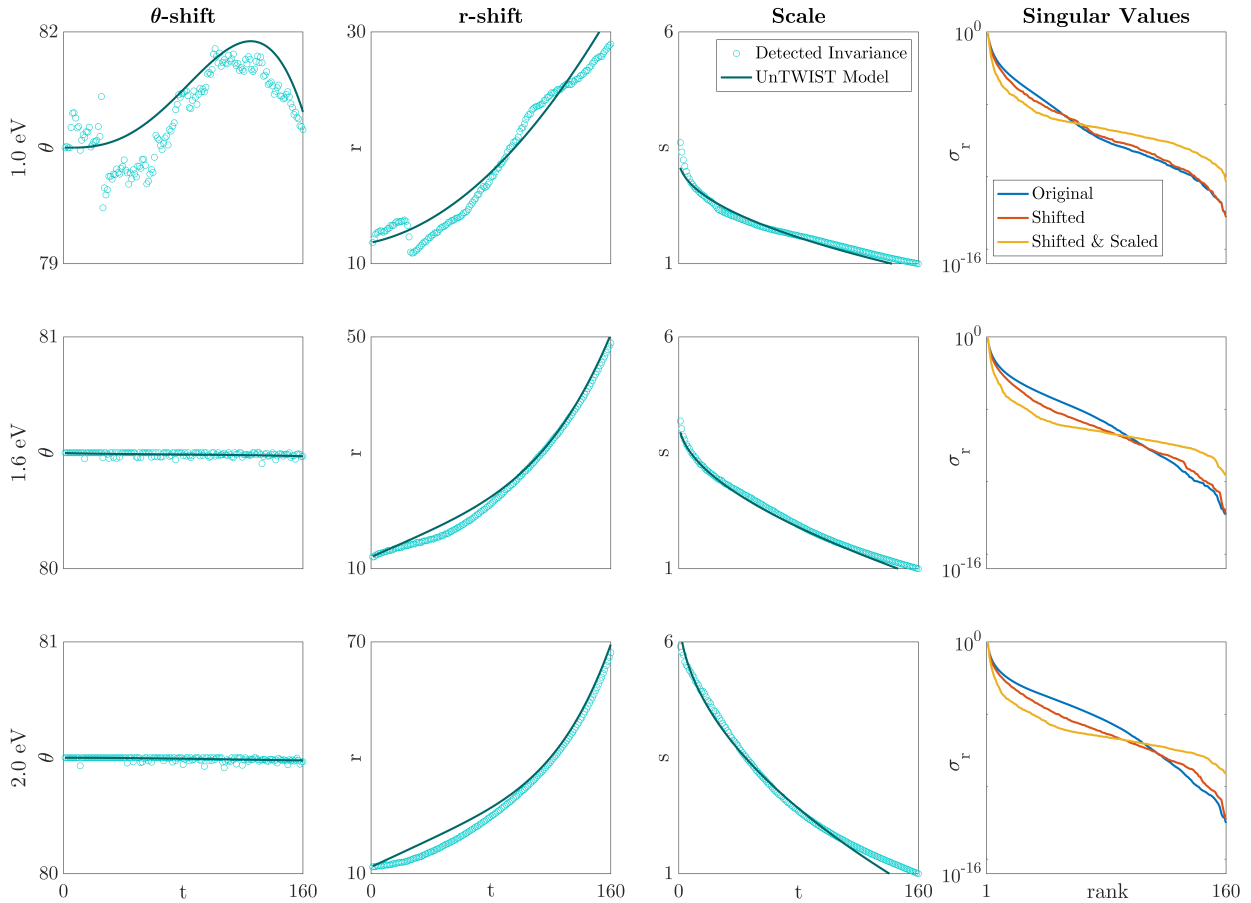 θ-shift r-shift Scale Singular Values
82 30 6 10^0
Detected Invariance
UnTWIST Model
1.0 eV θ r s σ_r
Original
Shifted
Shifted & Scaled
79 10 1 10^-16
81 50 6 10^0
1.6 eV θ r s σ_r
80 10 1 10^-16
81 70 6 10^0
2.0 eV θ r s σ_r
80 10 1 10^-16
0 t 160 0 t 160 0 t 160 1 rank 160